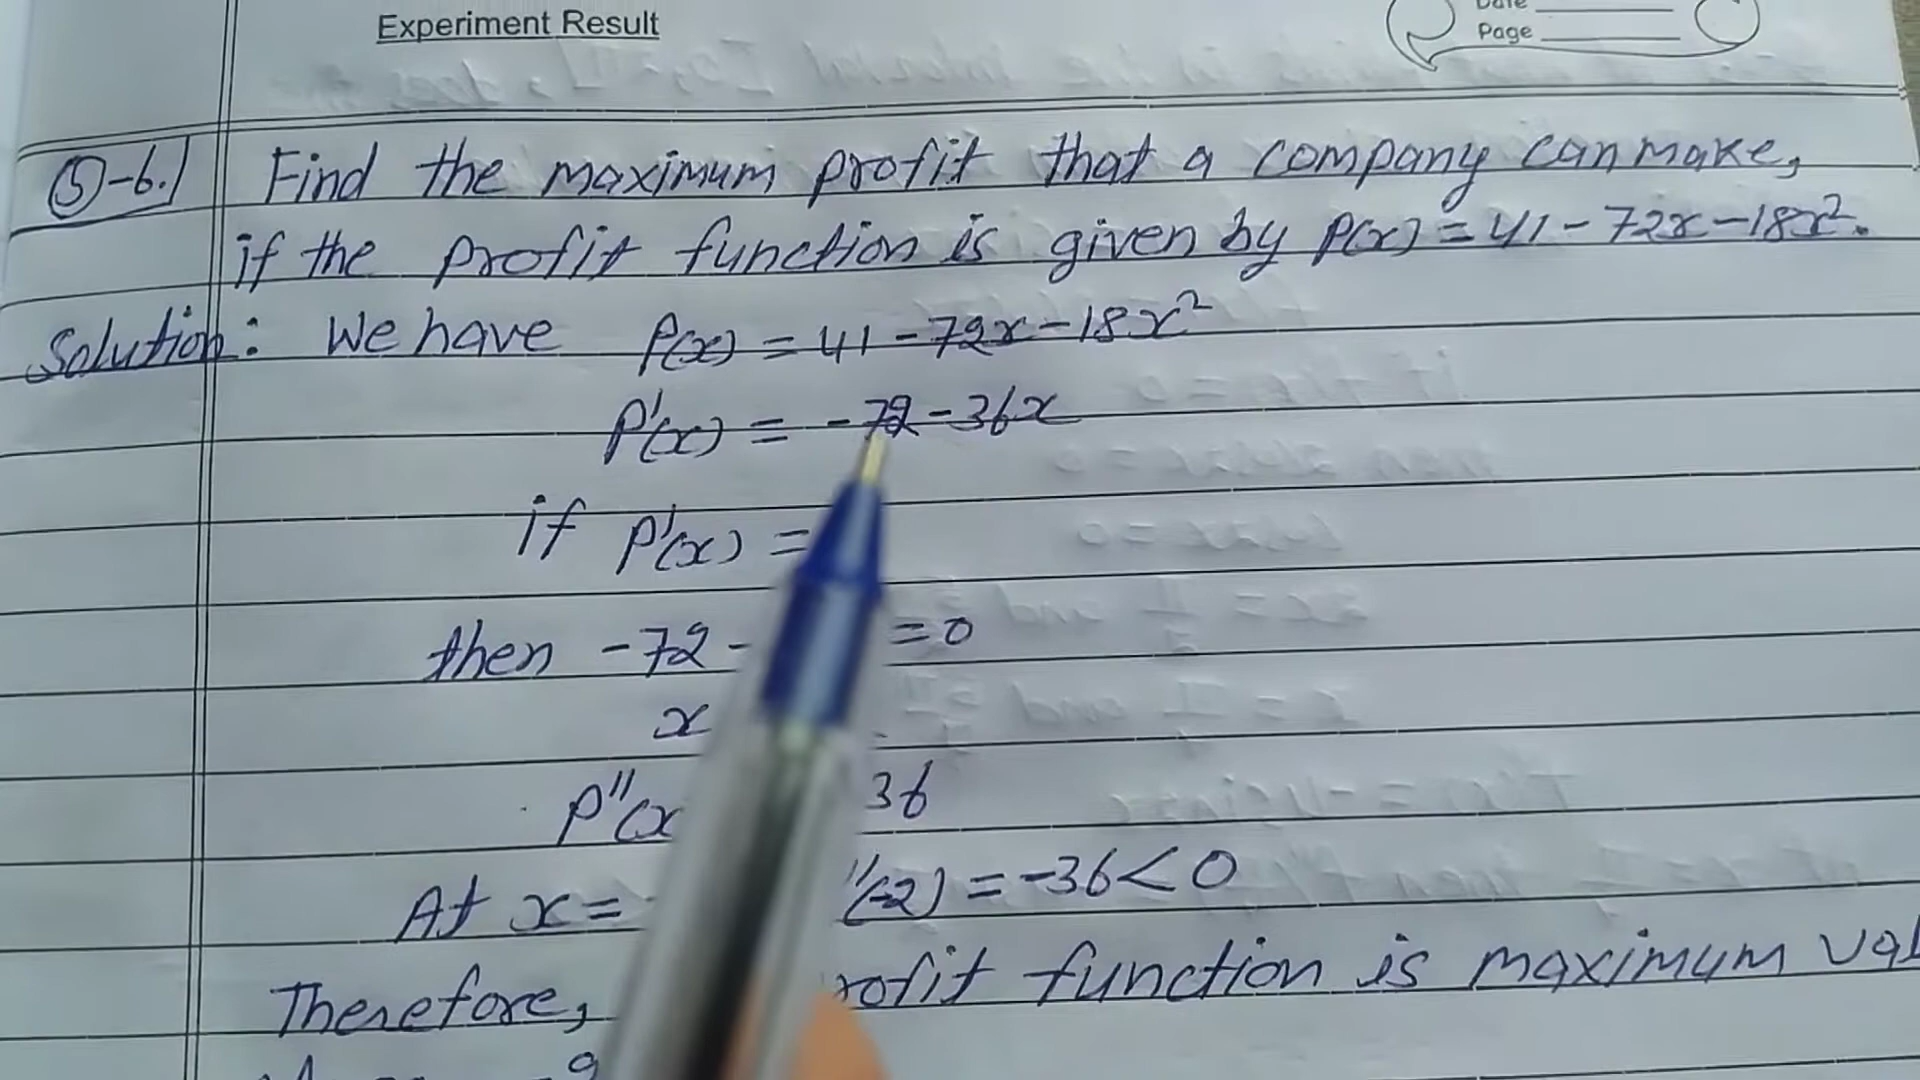 Experiment Result
Date
Page
⑤-6. Find the maximum profit that a company can make,
if the profit function is given by P(x) = 41 - 72x - 18x².
Solution: We have P(x) = 41 - 72x - 18x²
P'(x) = -72 - 36x
if P'(x) =
then -72 - = 0
x
P''(x 36
At x = ''(-2) = -36 < 0
Therefore, rofit function is maximum val